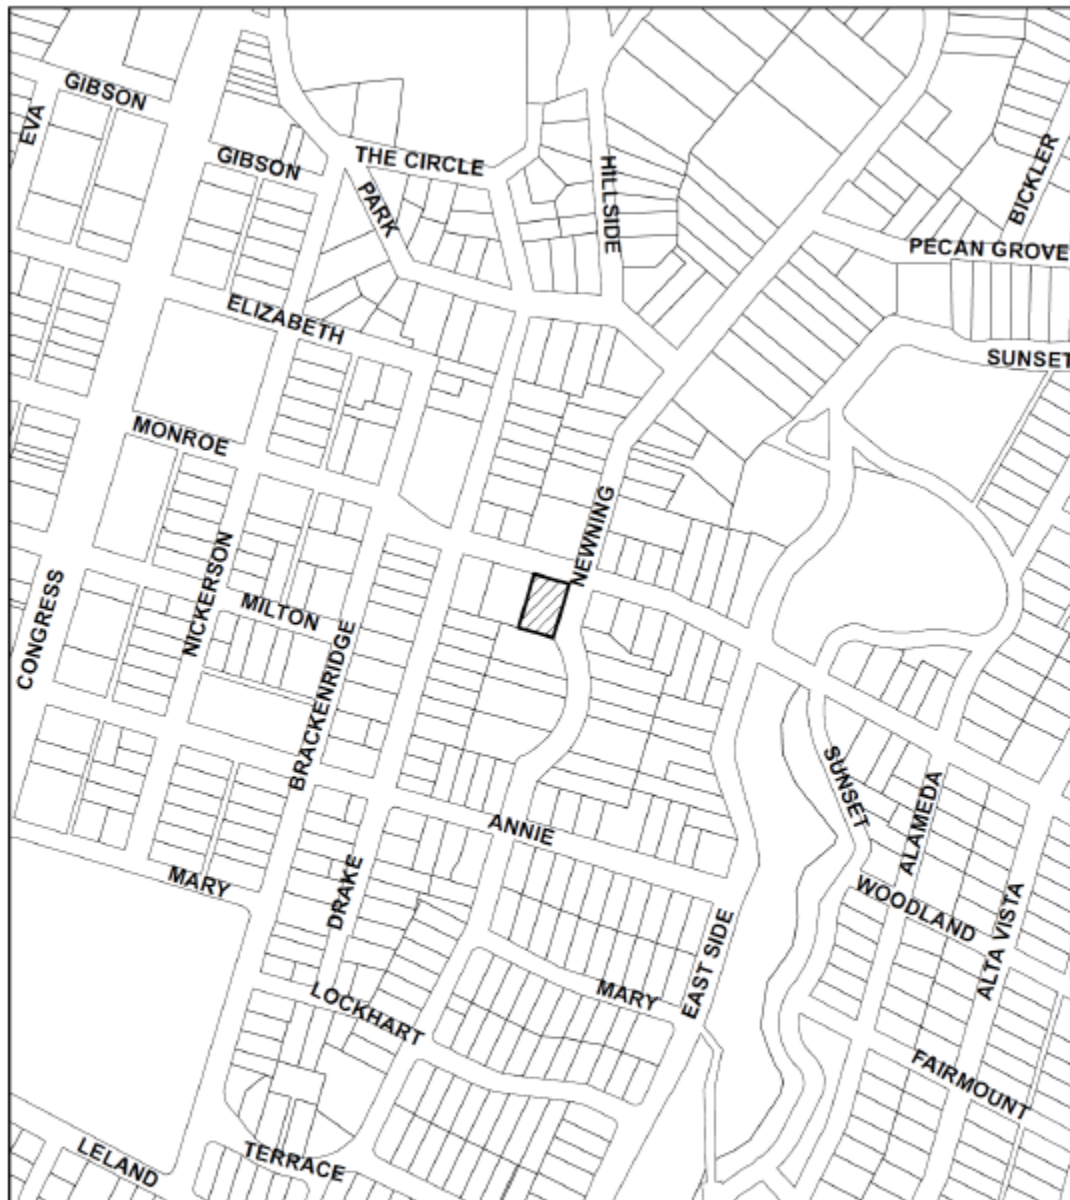 GIBSON
EVA
GIBSON
THE CIRCLE
HILLSIDE
PARK
BICKLER
PECAN GROVE
ELIZABETH
SUNSET
MONROE
NEWNING
NICKERSON
CONGRESS
MILTON
BRACKENRIDGE
SUNSET
ALAMEDA
ANNIE
MARY
DRAKE
WOODLAND
ALTA VISTA
EAST SIDE
MARY
LOCKHART
FAIRMOUNT
LELAND
TERRACE